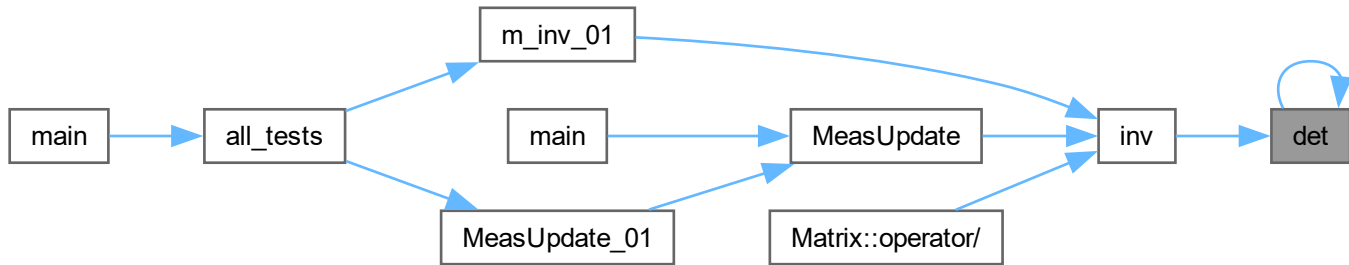 main
all_tests
m_inv_01
MeasUpdate_01
main
MeasUpdate
Matrix::operator/
inv
det